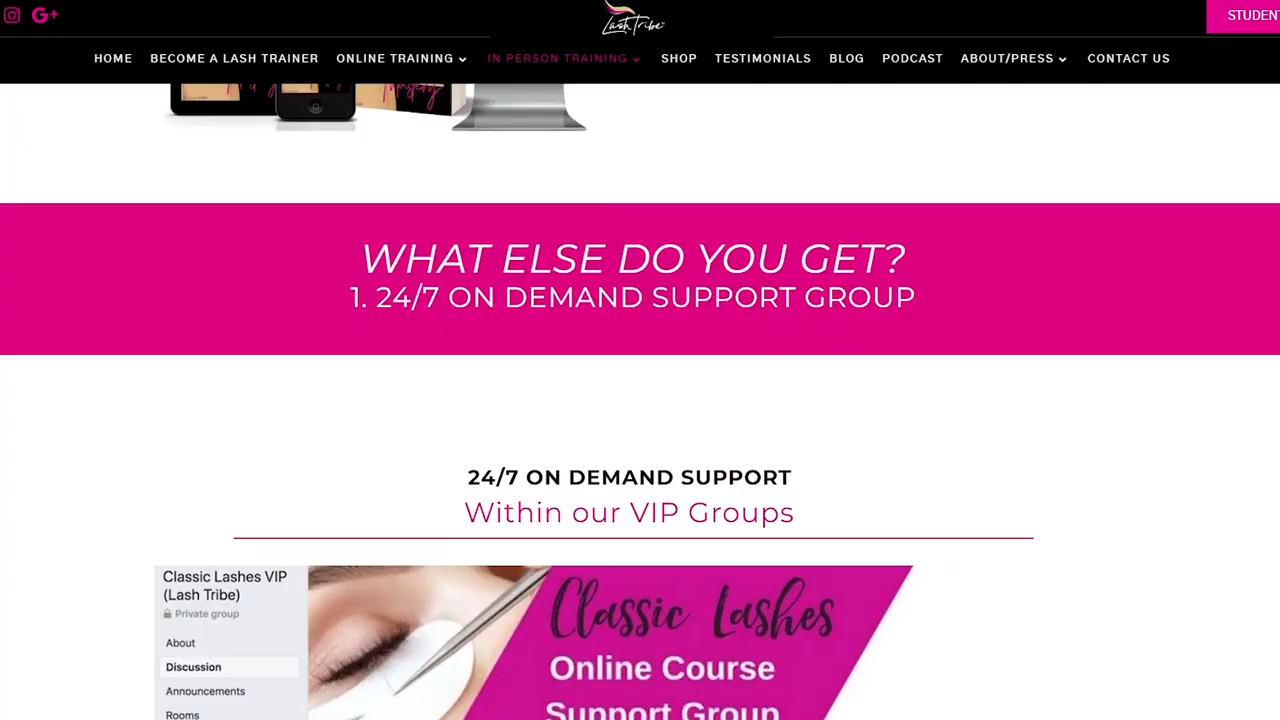 G+
STUDEN
Lash Tribe
HOME BECOME A LASH TRAINER ONLINE TRAINING IN PERSON TRAINING SHOP TESTIMONIALS BLOG PODCAST ABOUT/PRESS CONTACT US
Mastery
WHAT ELSE DO YOU GET?
1. 24/7 ON DEMAND SUPPORT GROUP
24/7 ON DEMAND SUPPORT
Within our VIP Groups
Classic Lashes VIP
(Lash Tribe)
Private group
About
Discussion
Announcements
Rooms
Classic Lashes
Online Course
Support Group